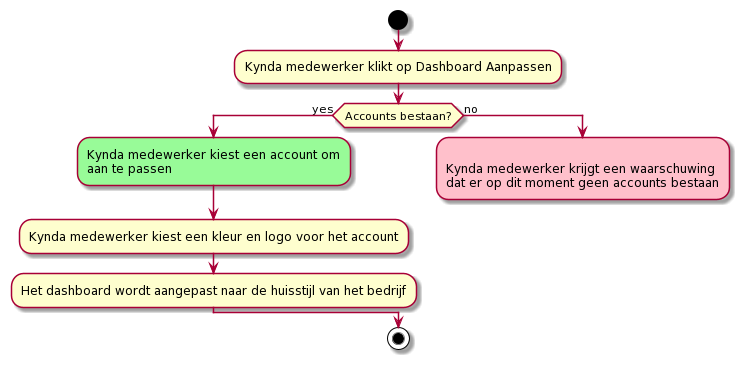 Kynda medewerker klikt op Dashboard Aanpassen
yes
Accounts bestaan?
no
Kynda medewerker kiest een account om
aan te passen
Kynda medewerker krijgt een waarschuwing
dat er op dit moment geen accounts bestaan
Kynda medewerker kiest een kleur en logo voor het account
Het dashboard wordt aangepast naar de huisstijl van het bedrijf